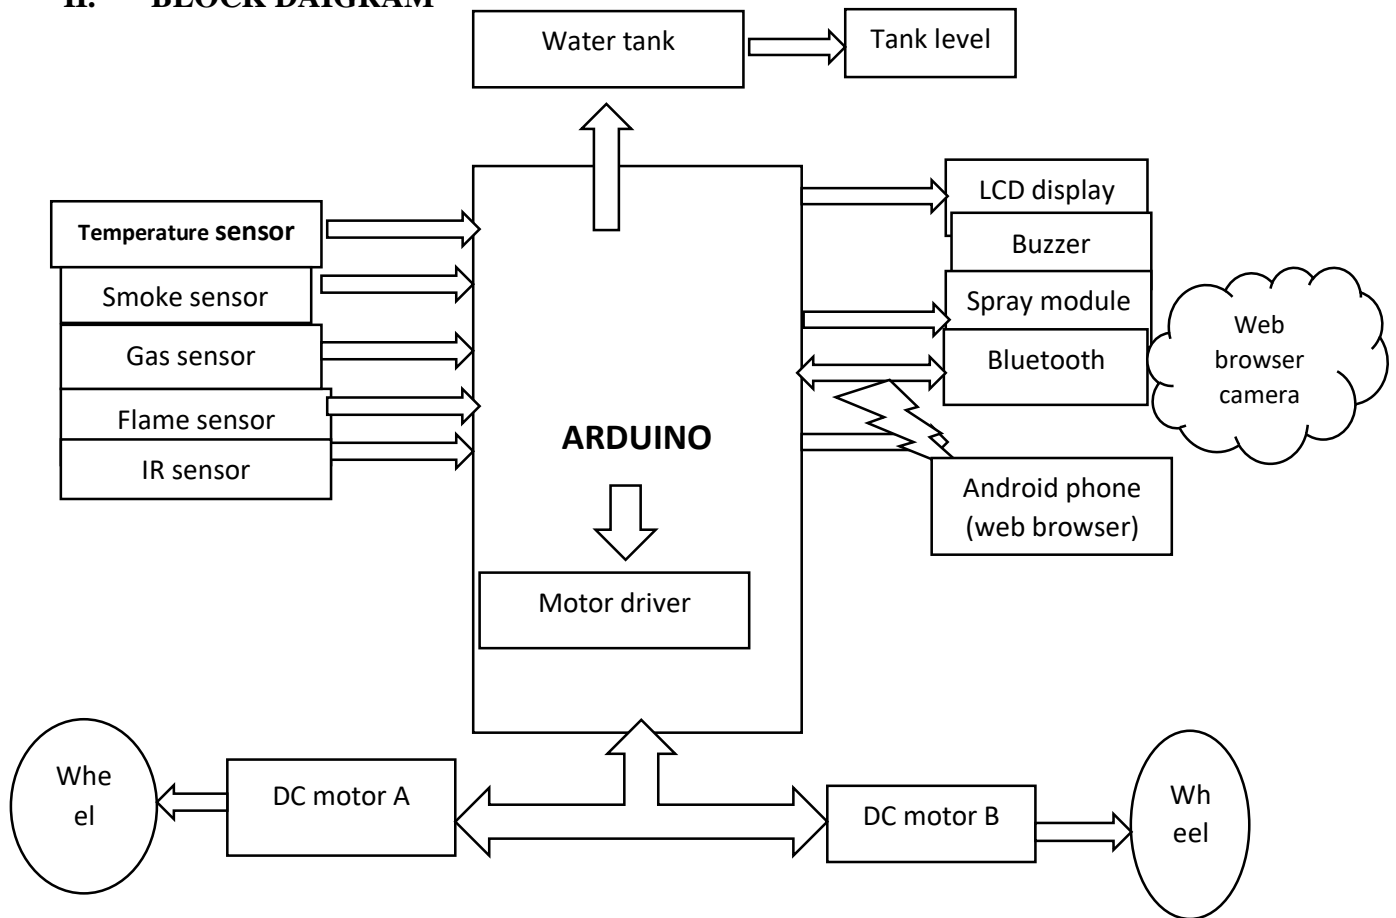 II. BLOCK DAIGRAM
Water tank
Tank level
LCD display
Temperature sensor
Buzzer
Smoke sensor
Spray module
Web
browser
camera
Gas sensor
Bluetooth
Flame sensor
ARDUINO
IR sensor
Android phone
(web browser)
Motor driver
Whe
el
DC motor A
DC motor B
Wh
eel